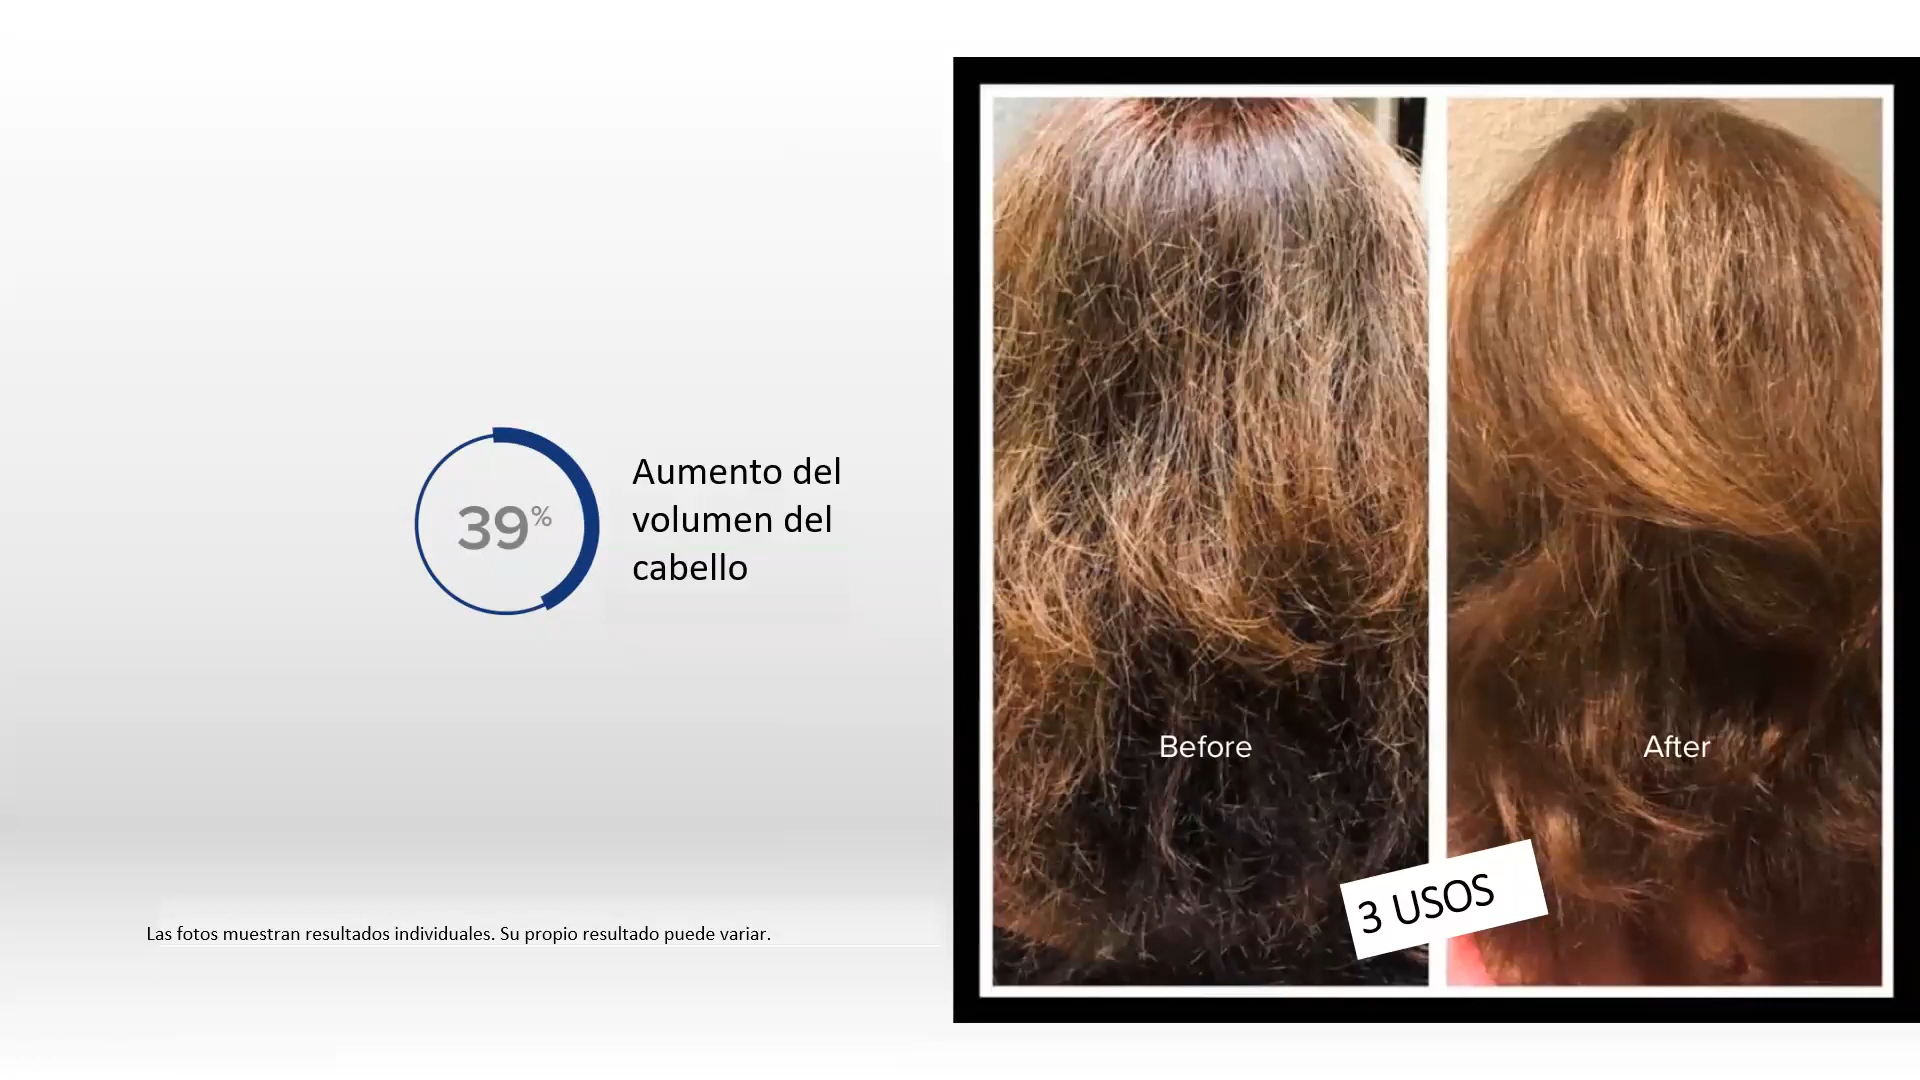 39%
Aumento del
volumen del
cabello
Before
After
3 USOS
Las fotos muestran resultados individuales. Su propio resultado puede variar.